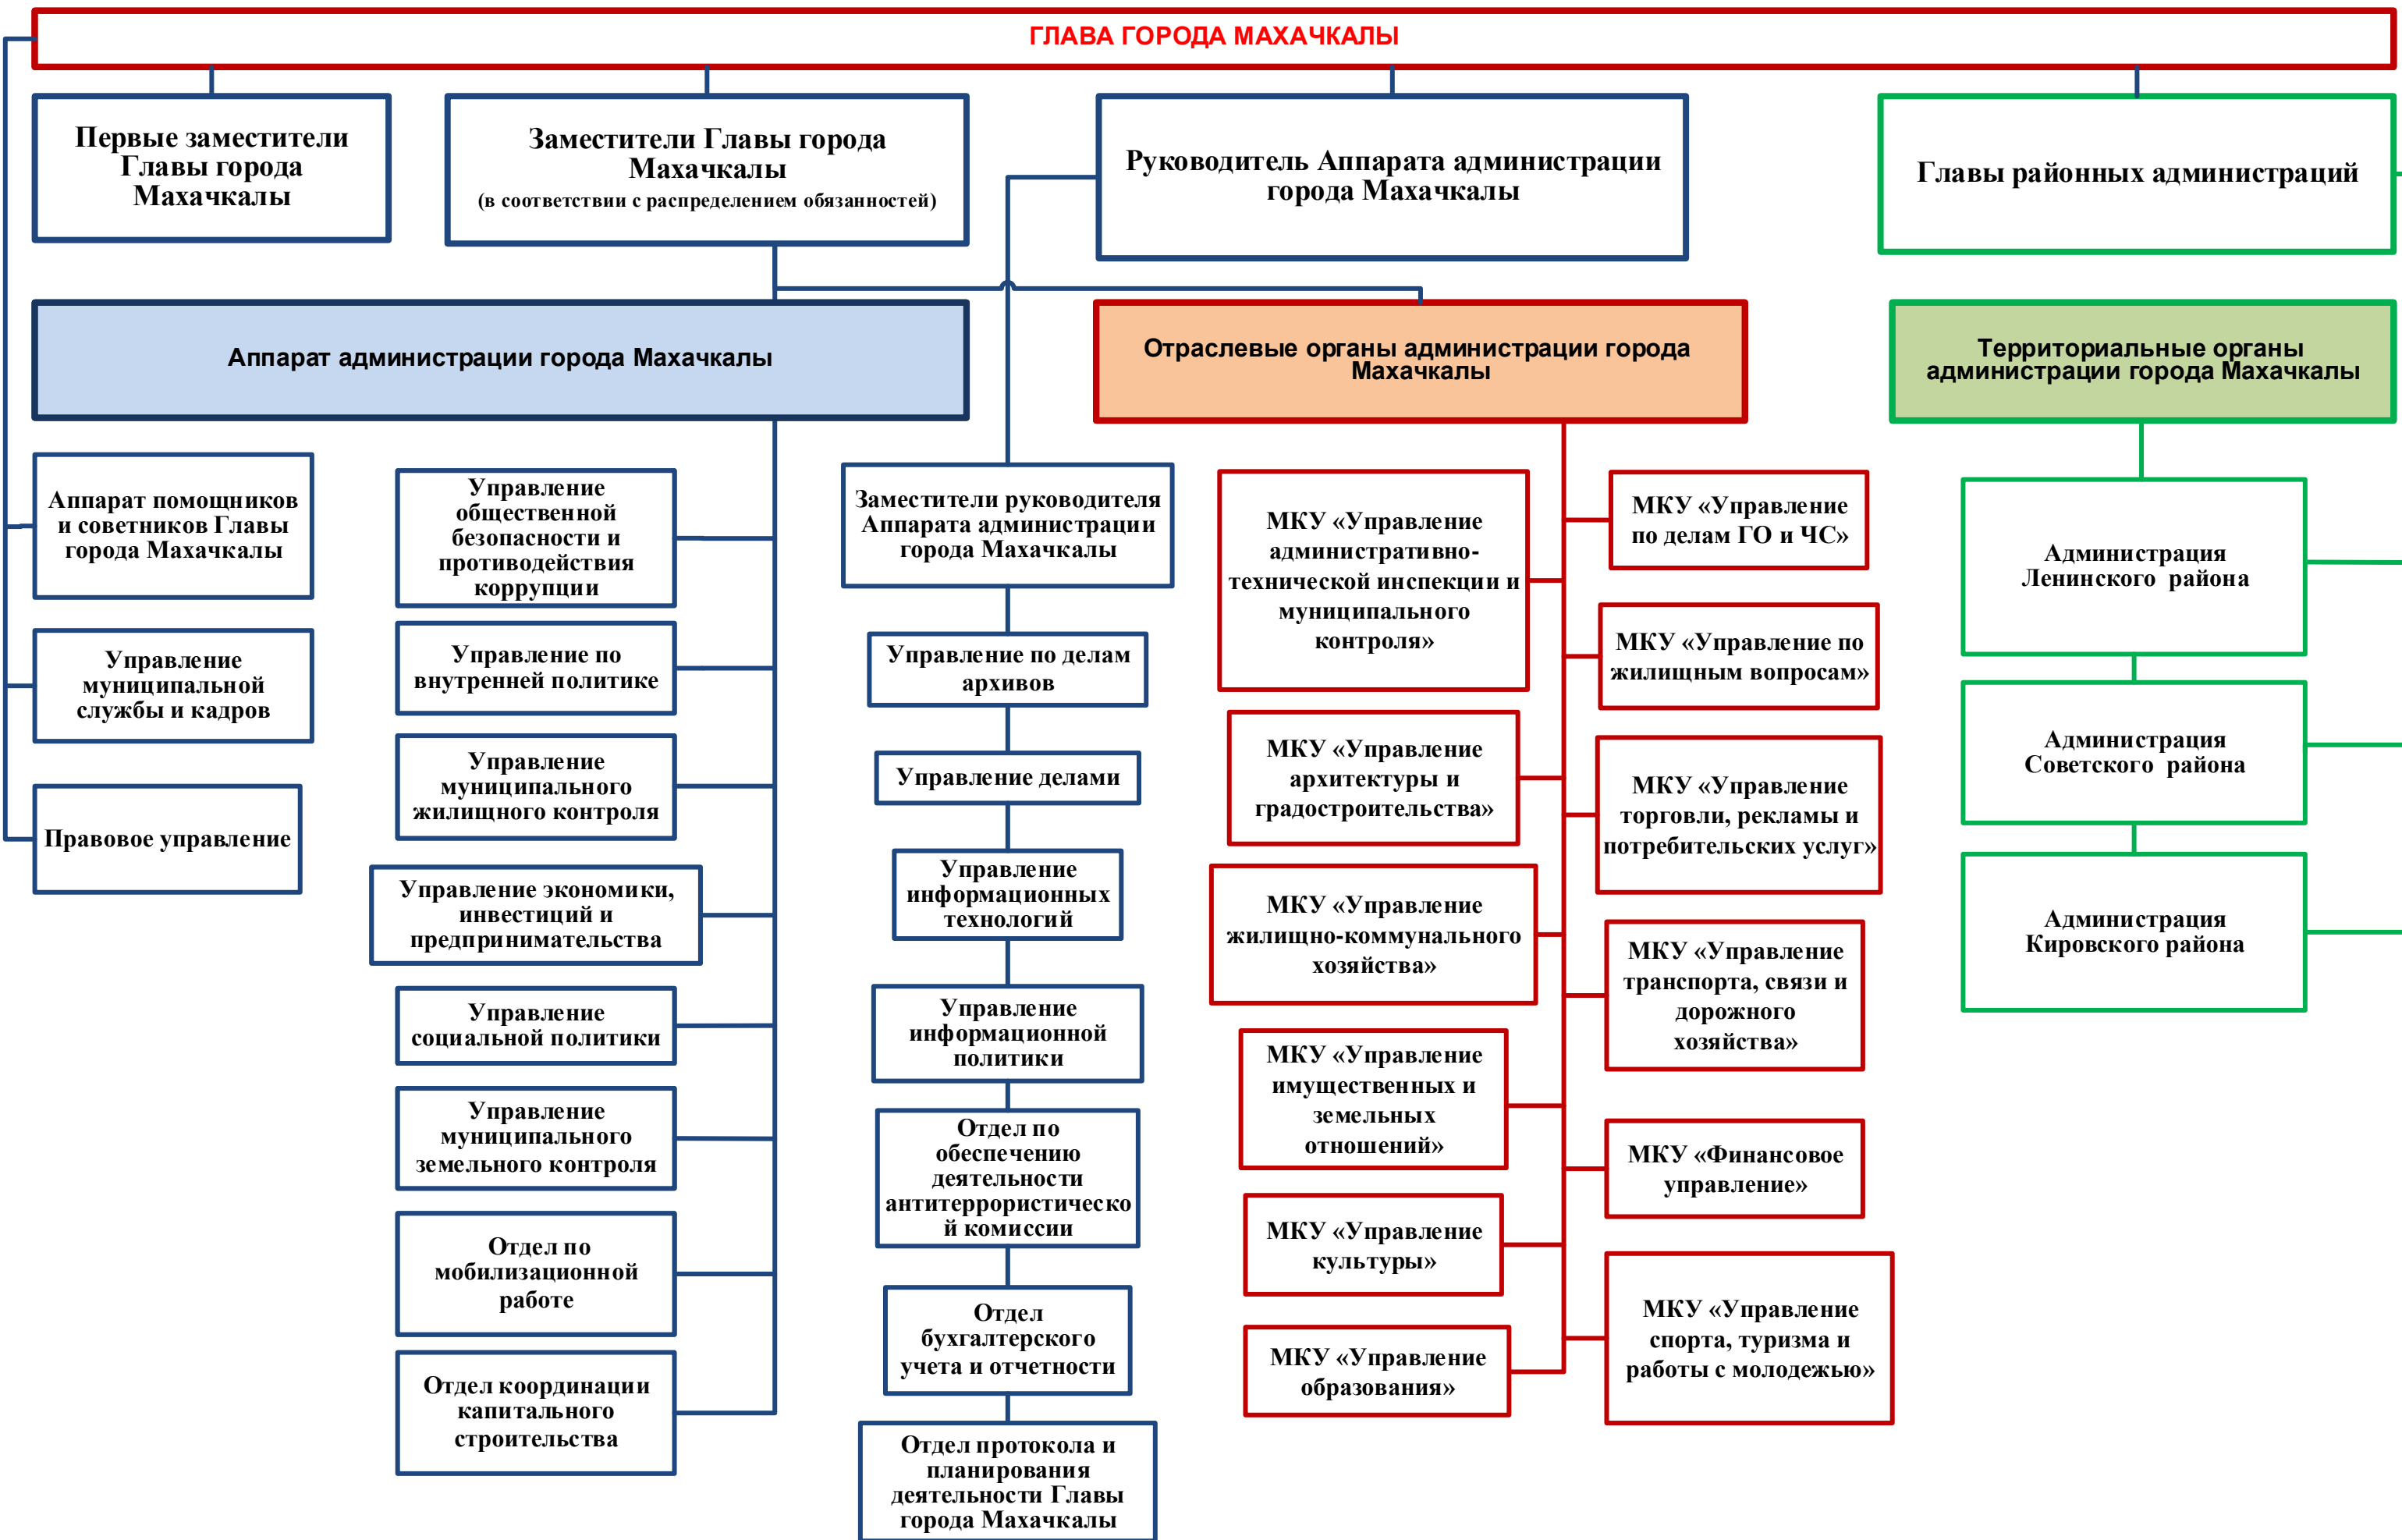 ГЛАВА ГОРОДА МАХАЧКАЛЫ
Первые заместители
Главы города
Махачкалы
Заместители Главы города
Махачкалы
(в соответствии с распределением обязанностей)
Руководитель Аппарата администрации
города Махачкалы
Главы районных администраций
Аппарат администрации города Махачкалы
Отраслевые органы администрации города
Махачкалы
Территориальные органы
администрации города Махачкалы
Аппарат помощников
и советников Главы
города Махачкалы
Управление
муниципальной
службы и кадров
Правовое управление
Управление
общественной
безопасности и
противодействия
коррупции
Управление по
внутренней политике
Управление
муниципального
жилищного контроля
Управление экономики,
инвестиций и
предпринимательства
Управление
социальной политики
Управление
муниципального
земельного контроля
Отдел по
мобилизационной
работе
Отдел координации
капитального
строительства
Заместители руководителя
Аппарата администрации
города Махачкалы
Управление по делам
архивов
Управление делами
Управление
информационных
технологий
Управление
информационной
политики
Отдел по
обеспечению
деятельности
антитеррористическо
й комиссии
Отдел
бухгалтерского
учета и отчетности
Отдел протокола и
планирования
деятельности Главы
города Махачкалы
МКУ «Управление
административно-
технической инспекции и
муниципального
контроля»
МКУ «Управление
архитектуры и
градостроительства»
МКУ «Управление
жилищно-коммунального
хозяйства»
МКУ «Управление
имущественных и
земельных
отношений»
МКУ «Управление
культуры»
МКУ «Управление
образования»
МКУ «Управление
по делам ГО и ЧС»
МКУ «Управление по
жилищным вопросам»
МКУ «Управление
торговли, рекламы и
потребительских услуг»
МКУ «Управление
транспорта, связи и
дорожного
хозяйства»
МКУ «Финансовое
управление»
МКУ «Управление
спорта, туризма и
работы с молодежью»
Администрация
Ленинского района
Администрация
Советского района
Администрация
Кировского района